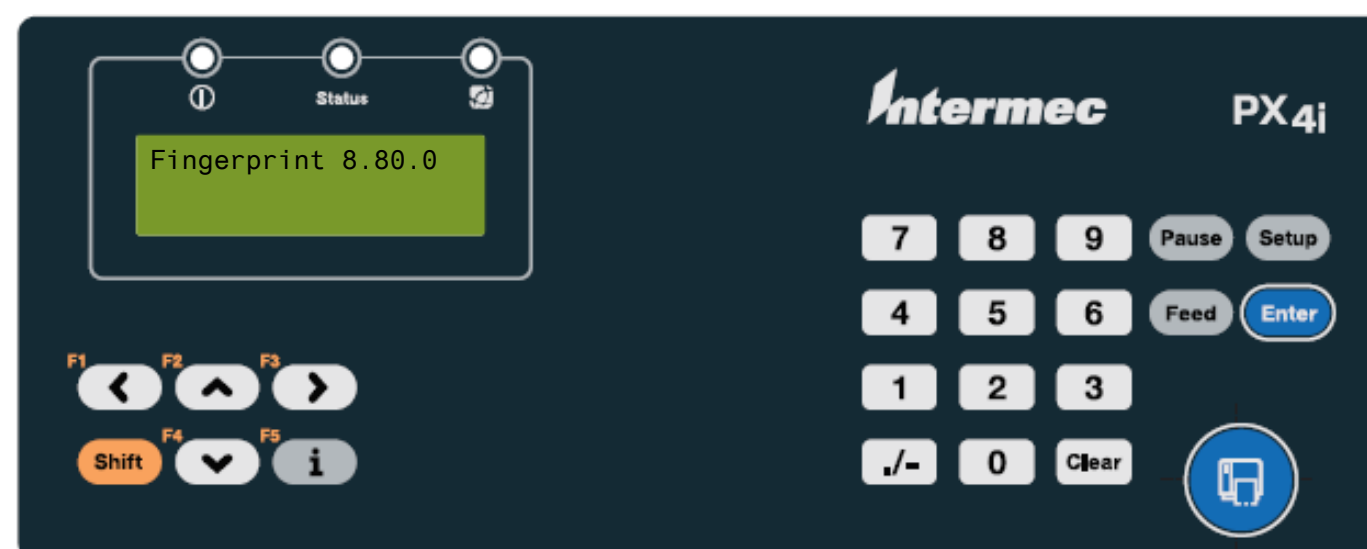 Status
Fingerprint 8.80.0
Intermec
PX4i
7 8 9 Pause Setup
4 5 6 Feed Enter
F1 F2 F3
1 2 3
F4 F5
Shift i
./- 0 Clear